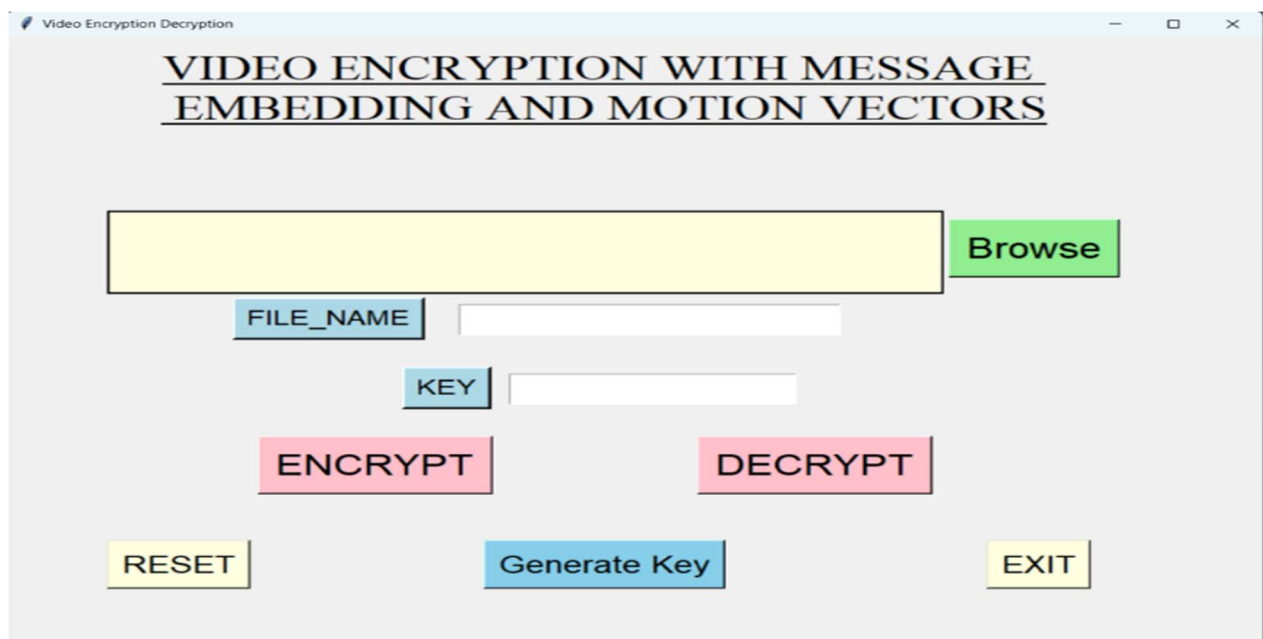 Video Encryption Decryption
VIDEO ENCRYPTION WITH MESSAGE
EMBEDDING AND MOTION VECTORS
Browse
FILE_NAME
KEY
ENCRYPT
DECRYPT
RESET
Generate Key
EXIT